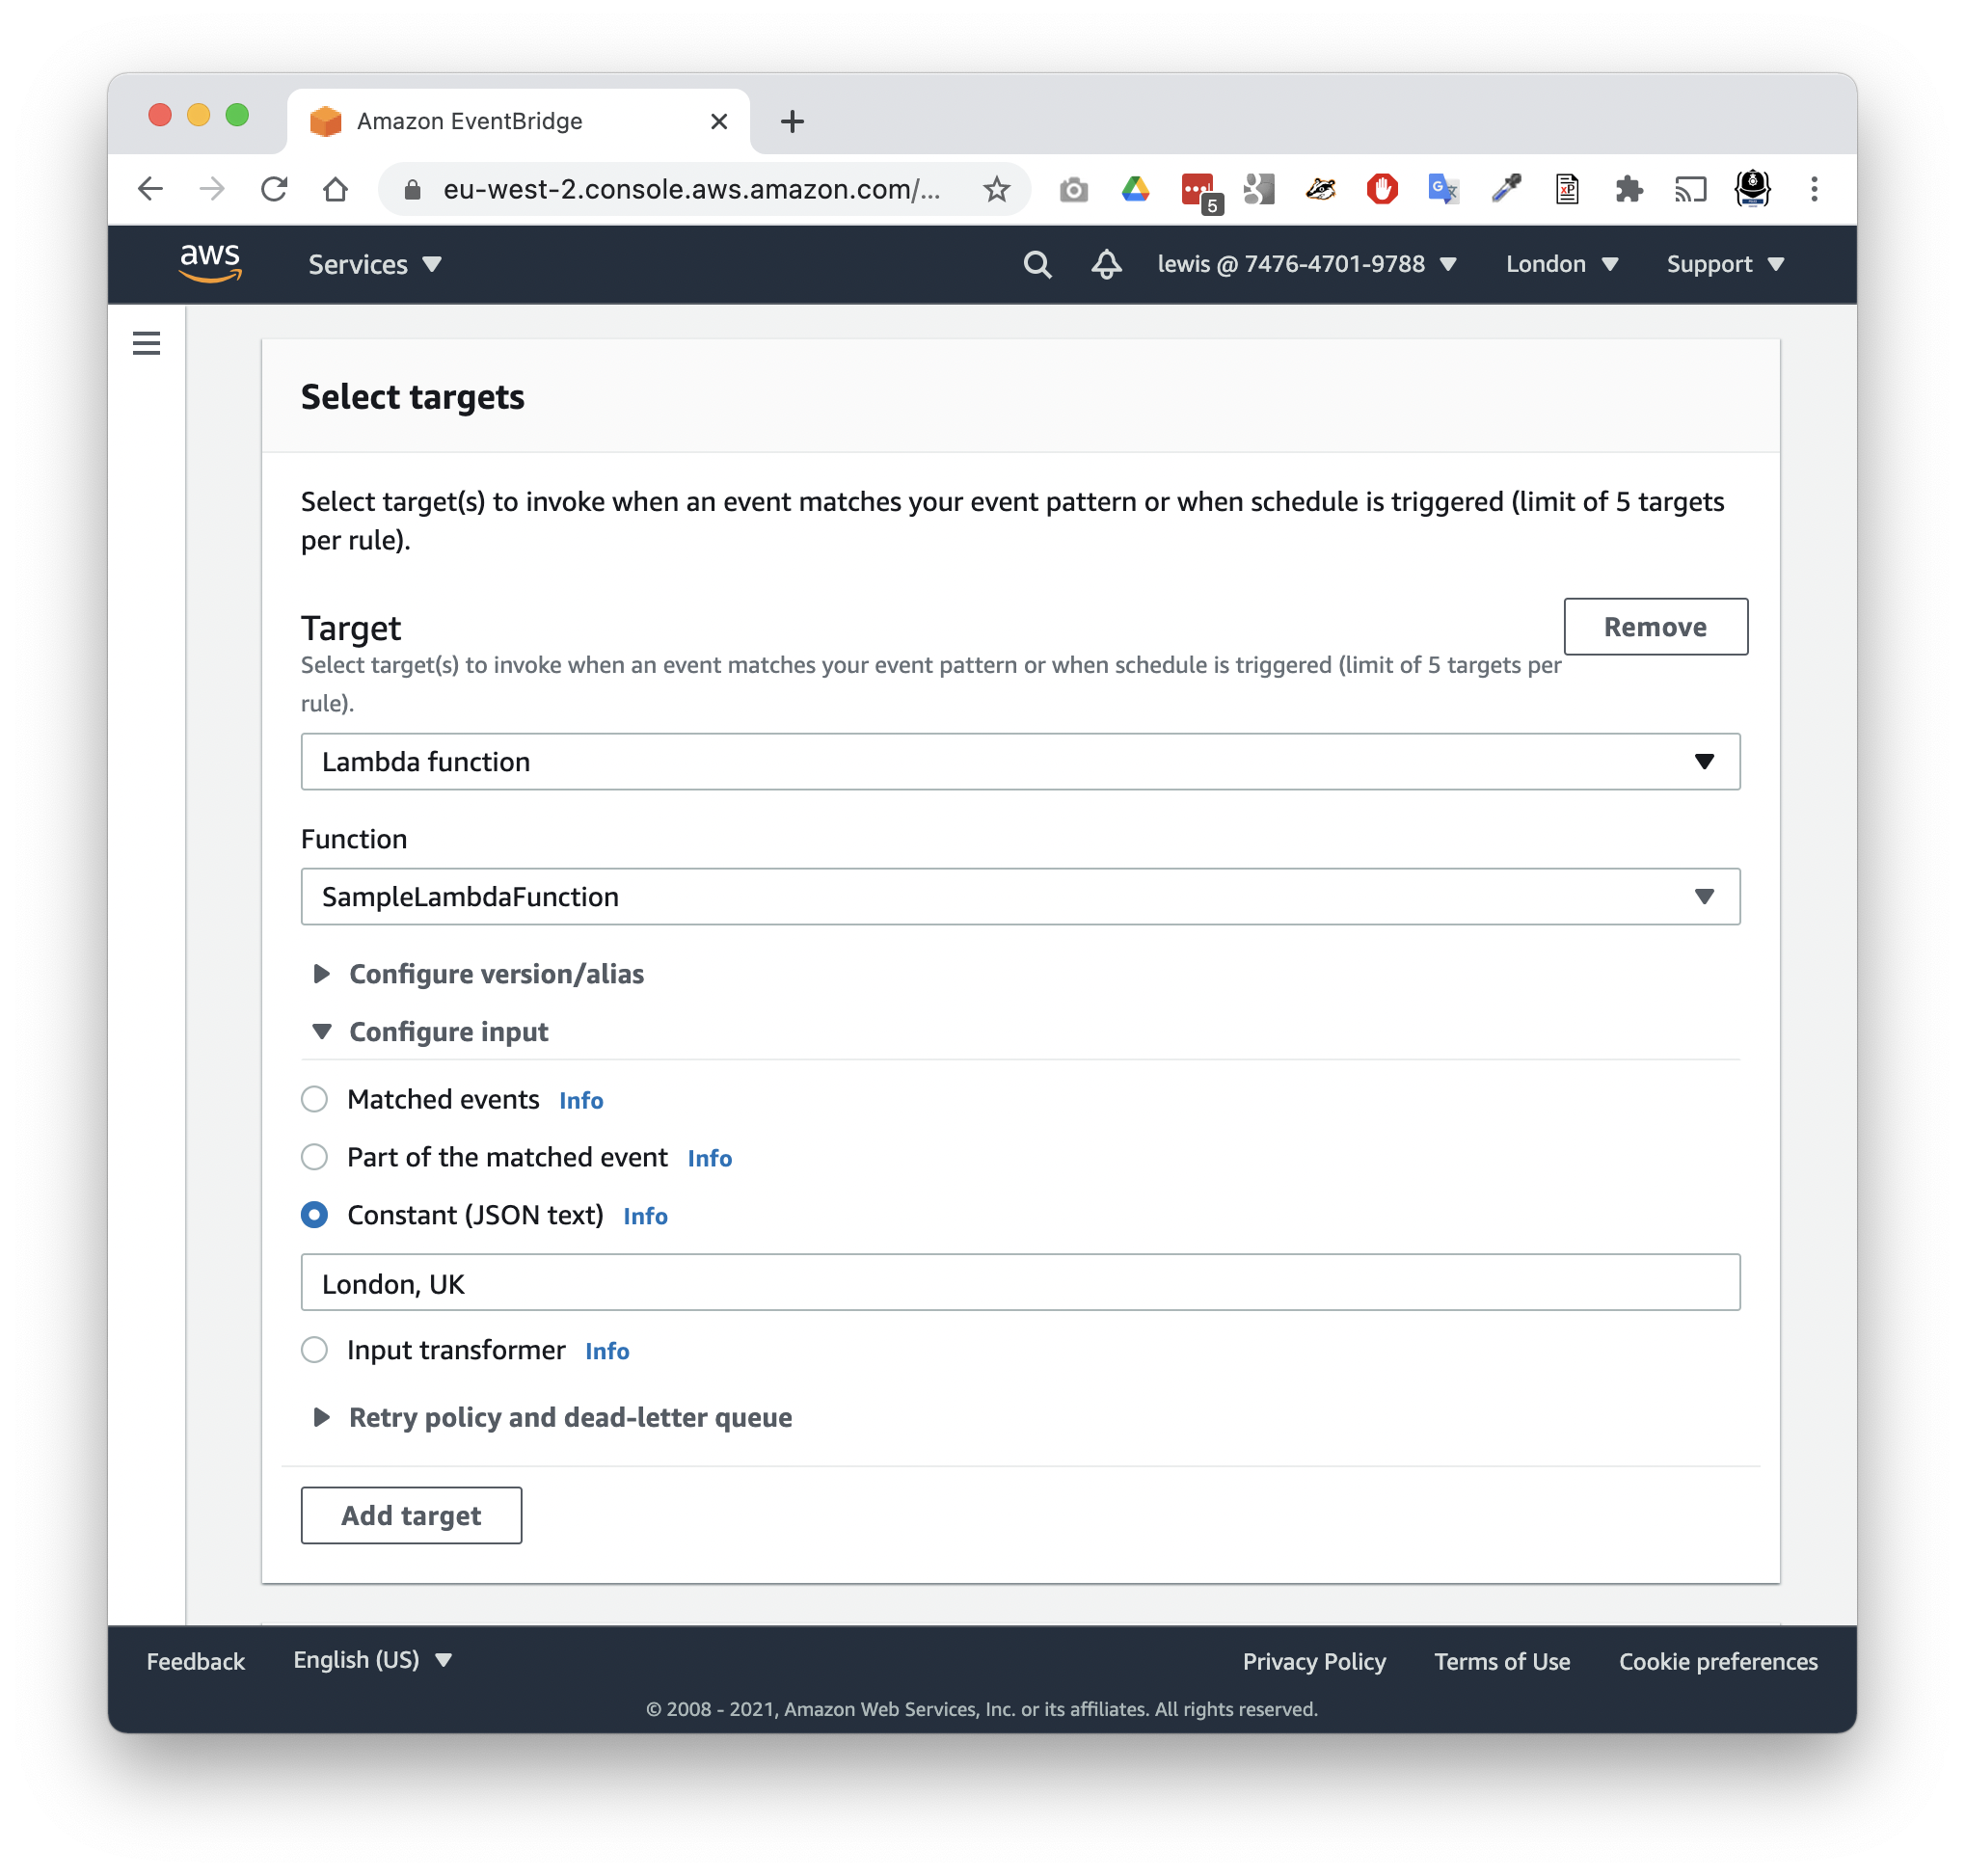 Amazon EventBridge
eu-west-2.console.aws.amazon.com/...
5
aws
Services
lewis @ 7476-4701-9788
London
Support
Select targets
Select target(s) to invoke when an event matches your event pattern or when schedule is triggered (limit of 5 targets
per rule).
Target
Remove
Select target(s) to invoke when an event matches your event pattern or when schedule is triggered (limit of 5 targets per
rule).
Lambda function
Function
SampleLambdaFunction
Configure version/alias
Configure input
Matched events Info
Part of the matched event Info
Constant (JSON text) Info
London, UK
Input transformer Info
Retry policy and dead-letter queue
Add target
Feedback
English (US)
Privacy Policy
Terms of Use
Cookie preferences
© 2008 - 2021, Amazon Web Services, Inc. or its affiliates. All rights reserved.